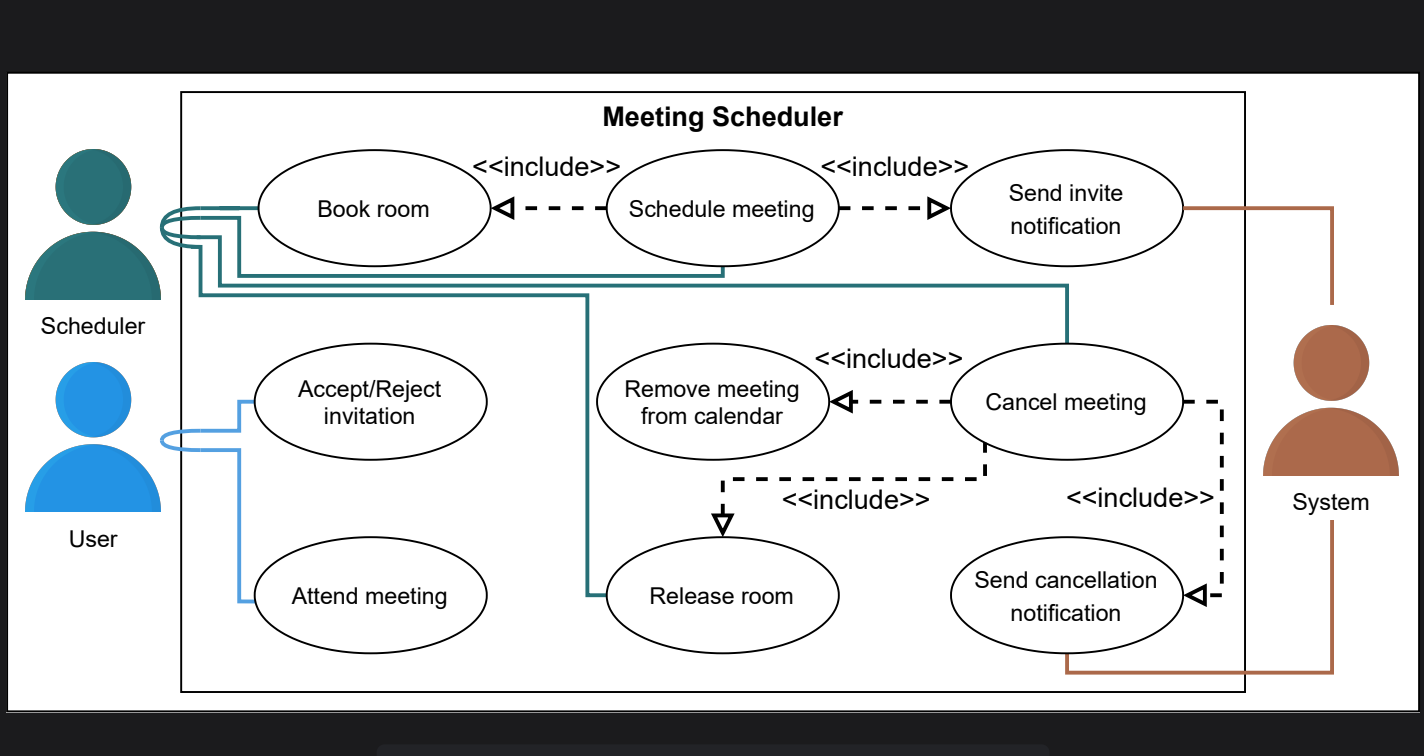 Meeting Scheduler
<<include>>
<<include>>
Book room
Schedule meeting
Send invite
notification
Scheduler
<<include>>
Accept/Reject
invitation
Remove meeting
from calendar
Cancel meeting
<<include>>
<<include>>
System
User
Attend meeting
Release room
Send cancellation
notification